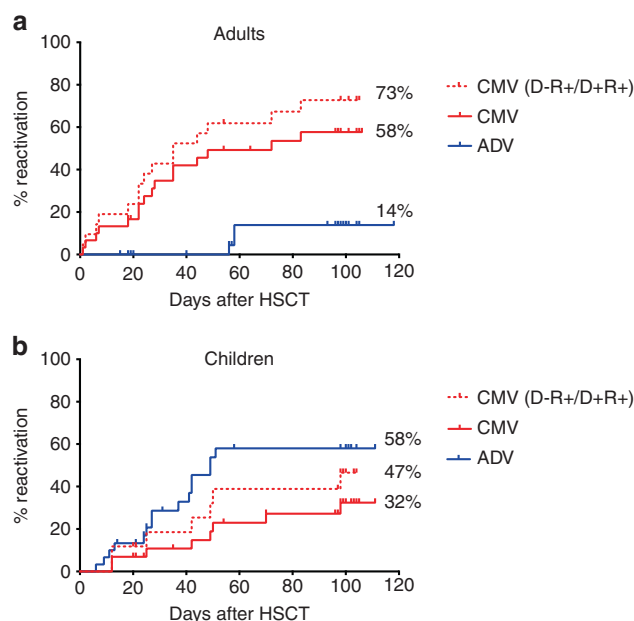 a
Adults
100
80
60
40
20
0
% reactivation
73%
58%
14%
0 20 40 60 80 100 120
Days after HSCT
CMV (D-R+/D+R+)
CMV
ADV
b
Children
100
80
60
40
20
0
% reactivation
58%
47%
32%
0 20 40 60 80 100 120
Days after HSCT
CMV (D-R+/D+R+)
CMV
ADV